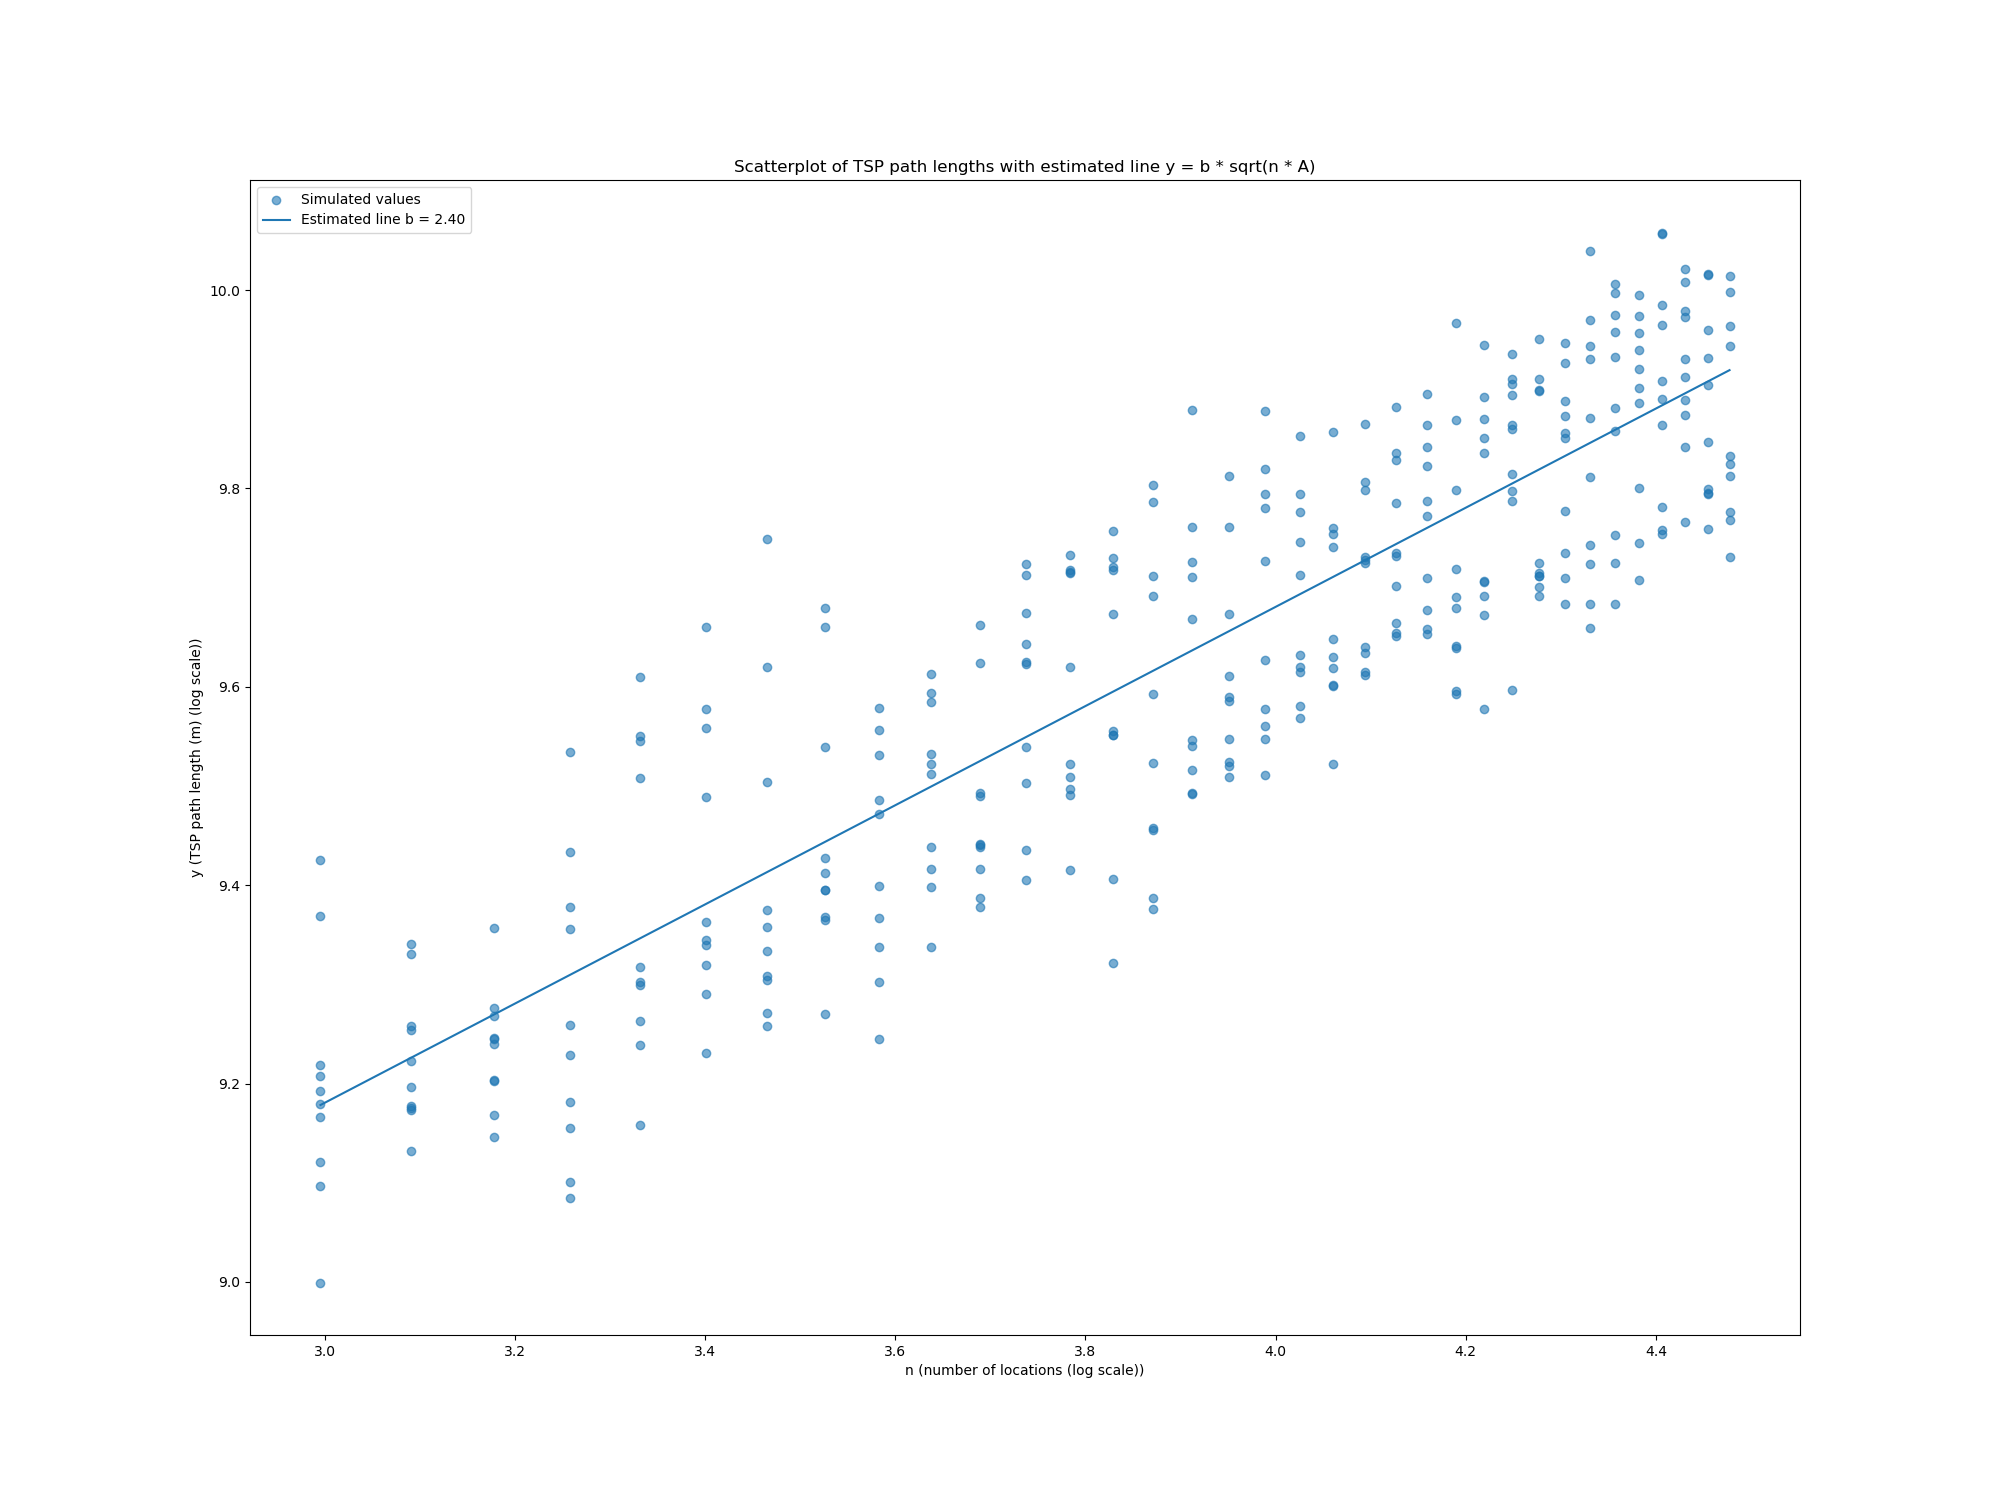 Scatterplot of TSP path lengths with estimated line y = b * sqrt(n * A)
Simulated values
Estimated line b = 2.40
10.0
9.8
9.6
9.4
9.2
9.0
y (TSP path length (m) (log scale))
3.0 3.2 3.4 3.6 3.8 4.0 4.2 4.4
n (number of locations (log scale))